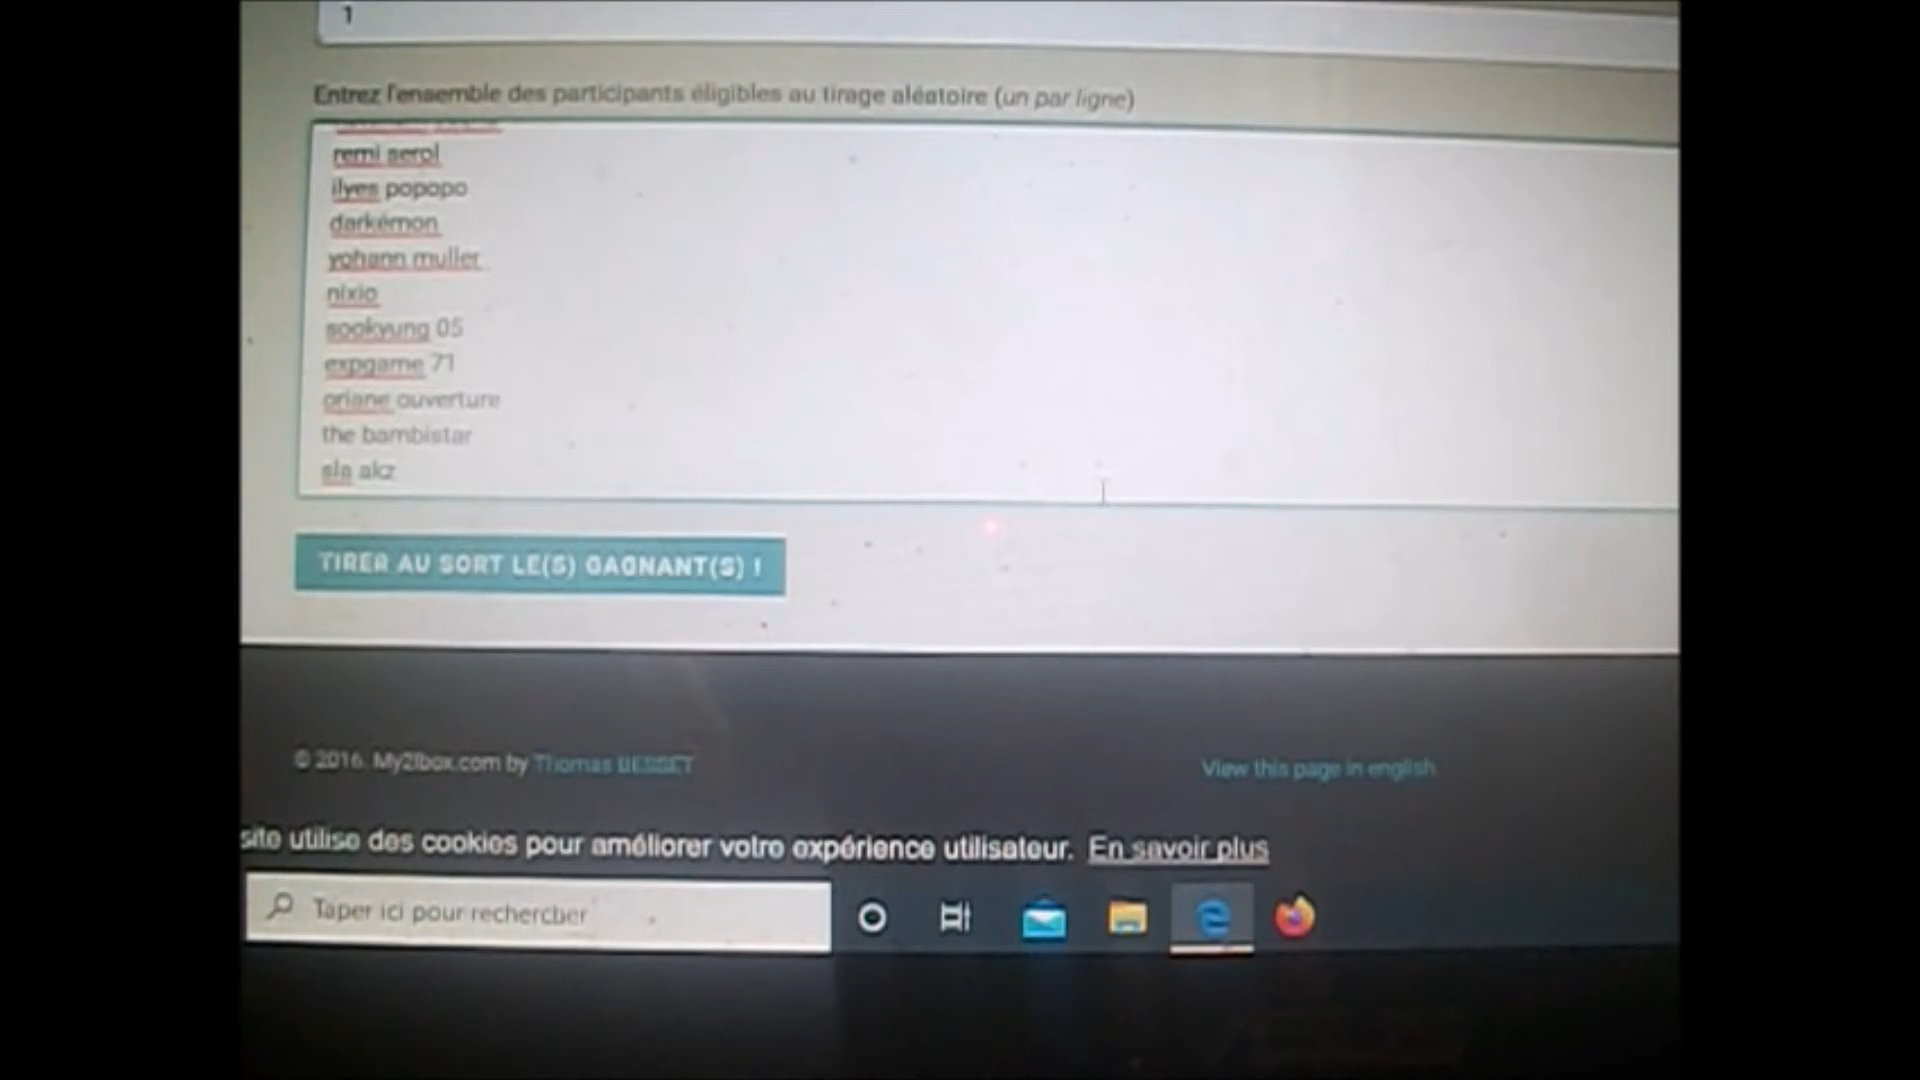 1
Entrez l'ensemble des participants éligibles au tirage aléatoire (un par ligne)
remi serol
ilyes popopo
darkémon
yohann muller
nixio
sookyung 05
expgame 71
oriane ouverture
the bambistar
sla akz
TIRER AU SORT LE(S) GAGNANT(S) !
© 2016. My2lbox.com by Thomas BESSET
View this page in english
site utilise des cookies pour améliorer votre expérience utilisateur. En savoir plus
Taper ici pour rechercher